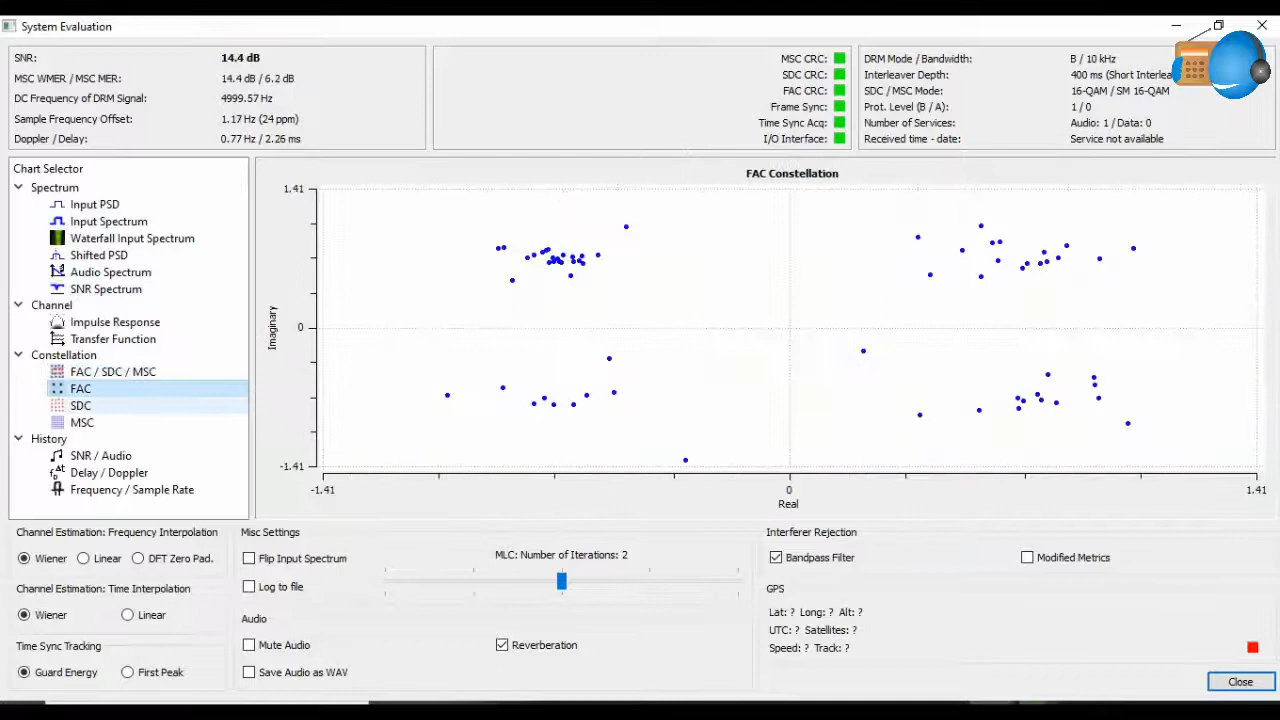 System Evaluation
SNR: 14.4 dB
MSC WMER / MSC MER: 14.4 dB / 6.2 dB
DC Frequency of DRM Signal: 4999.57 Hz
Sample Frequency Offset: 1.17 Hz (24 ppm)
Doppler / Delay: 0.77 Hz / 2.26 ms
MSC CRC:
SDC CRC:
FAC CRC:
Frame Sync:
Time Sync Acq:
I/O Interface:
DRM Mode / Bandwidth: B / 10 kHz
Interleaver Depth: 400 ms (Short Interlea
SDC / MSC Mode: 16-QAM / SM 16-QAM
Prot. Level (B / A): 1 / 0
Number of Services: Audio: 1 / Data: 0
Received time - date: Service not available
Chart Selector
Spectrum
Input PSD
Input Spectrum
Waterfall Input Spectrum
Shifted PSD
Audio Spectrum
SNR Spectrum
Channel
Impulse Response
Transfer Function
Constellation
FAC / SDC / MSC
FAC
SDC
MSC
History
SNR / Audio
Delay / Doppler
Frequency / Sample Rate
FAC Constellation
1.41
0
-1.41
Imaginary
-1.41 0 1.41
Real
Channel Estimation: Frequency Interpolation
Wiener Linear DFT Zero Pad.
Channel Estimation: Time Interpolation
Wiener Linear
Time Sync Tracking
Guard Energy First Peak
Misc Settings
Flip Input Spectrum
Log to file
MLC: Number of Iterations: 2
Audio
Mute Audio Reverberation
Save Audio as WAV
Interferer Rejection
Bandpass Filter Modified Metrics
GPS
Lat: ? Long: ? Alt: ?
UTC: ? Satellites: ?
Speed: ? Track: ?
Close